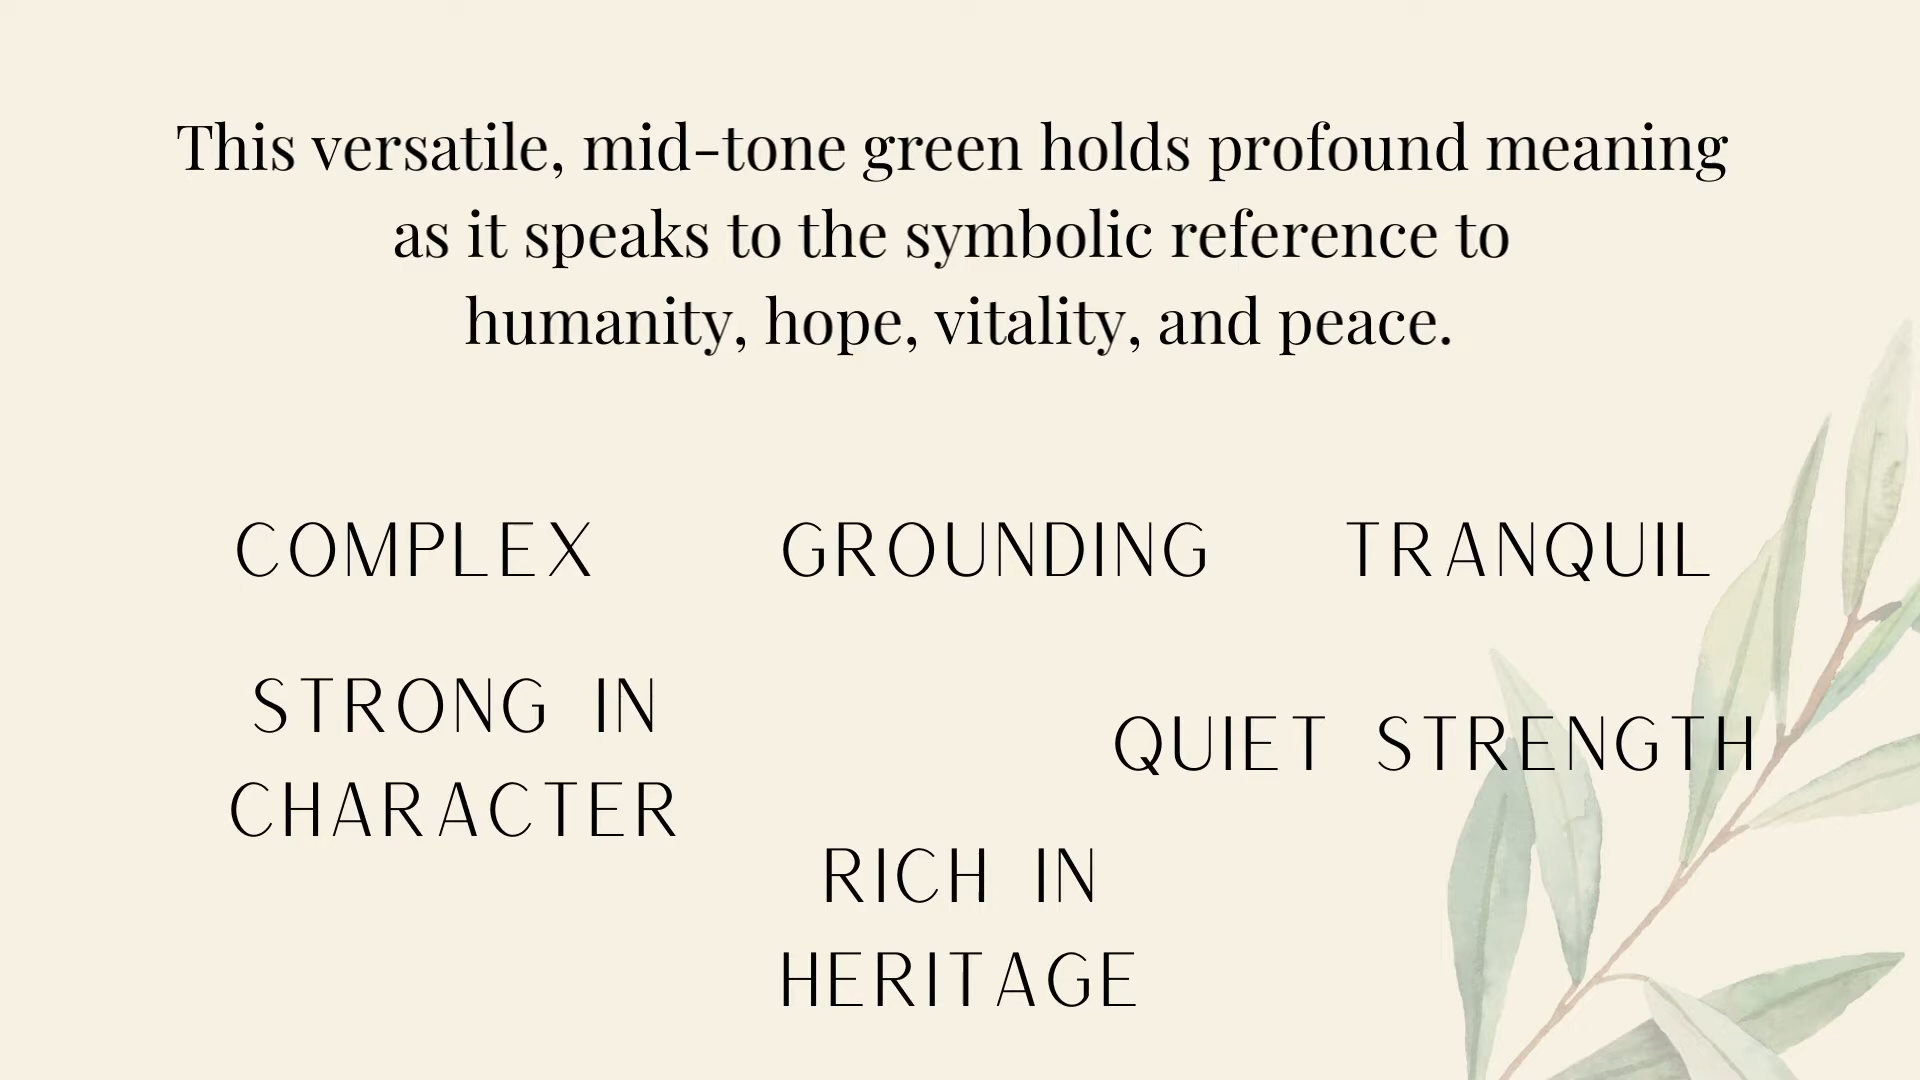 This versatile, mid-tone green holds profound meaning
as it speaks to the symbolic reference to
humanity, hope, vitality, and peace.
COMPLEX
GROUNDING
TRANQUIL
STRONG IN
CHARACTER
QUIET STRENGTH
RICH IN
HERITAGE